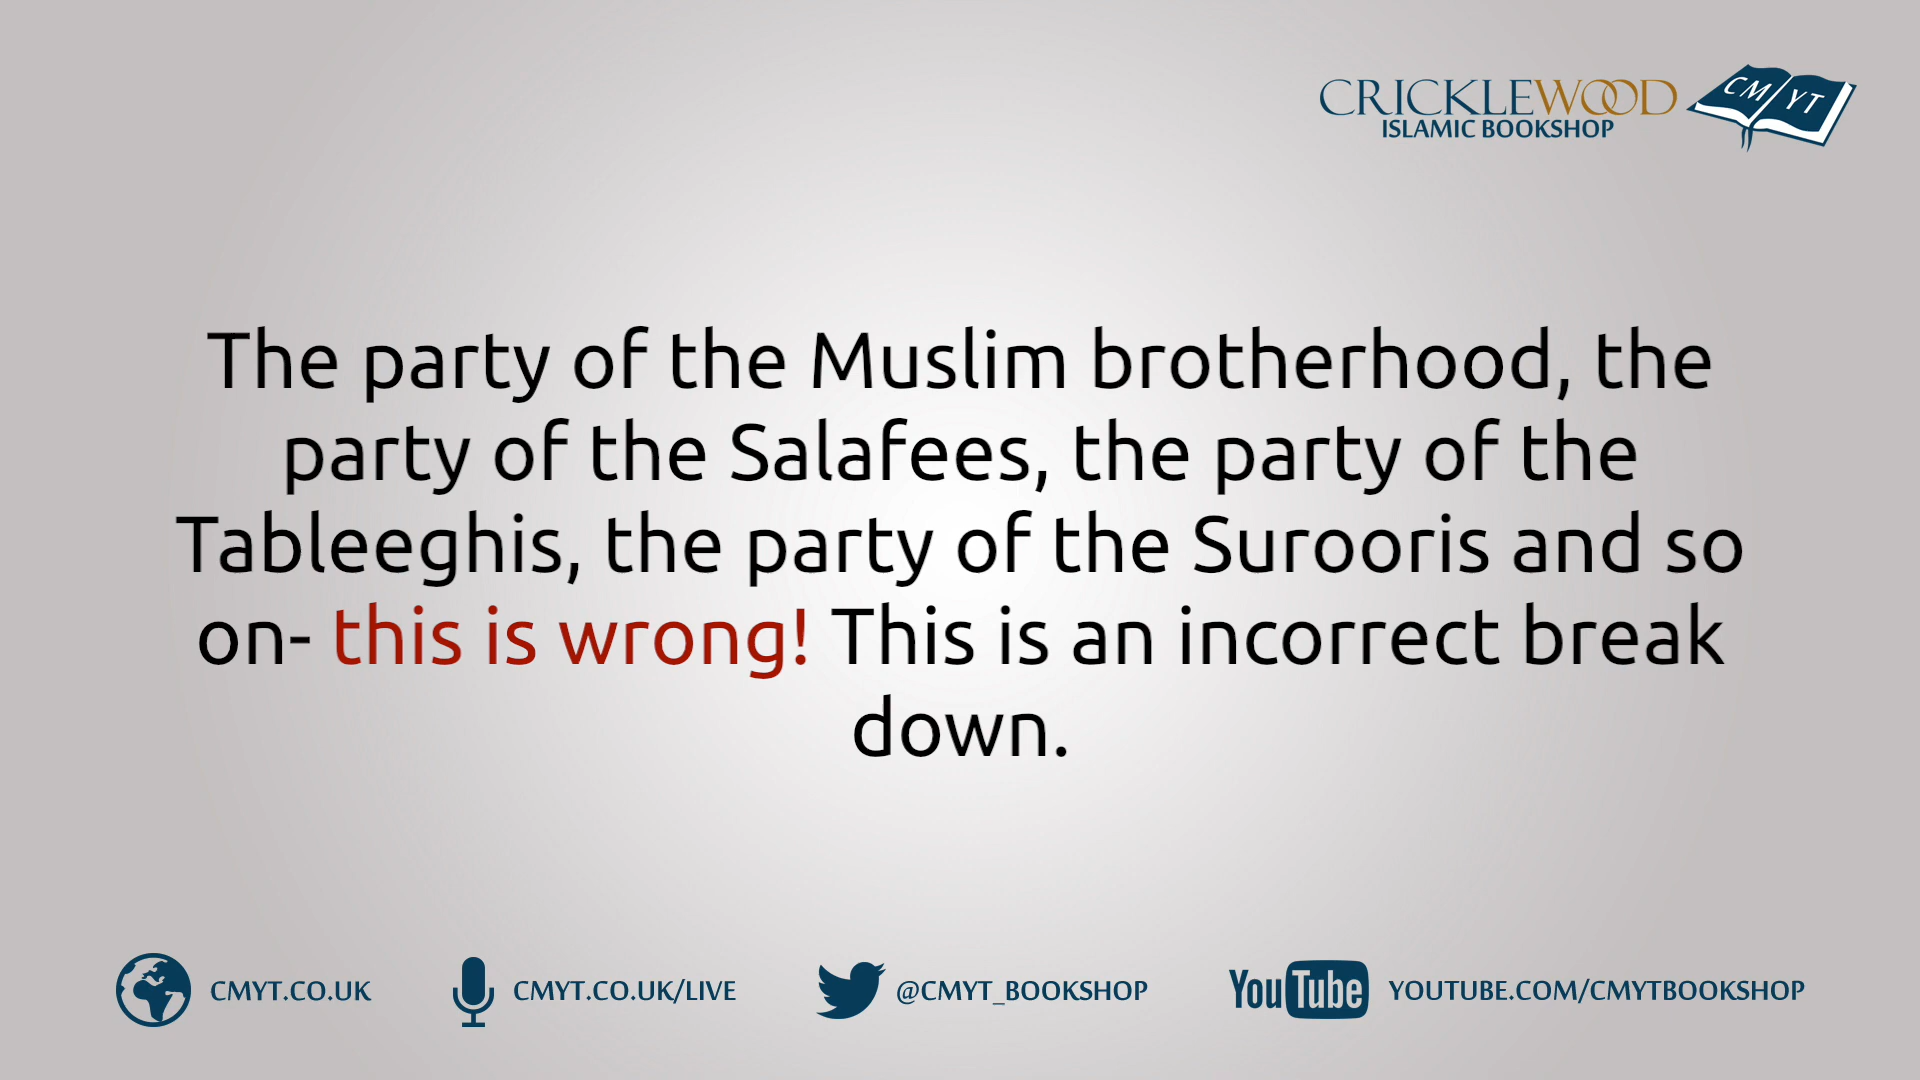 CRICKLEWOOD
ISLAMIC BOOKSHOP
CM YT
The party of the Muslim brotherhood, the
party of the Salafees, the party of the
Tableeghis, the party of the Surooris and so
on- this is wrong! This is an incorrect break
down.
CMYT.CO.UK
CMYT.CO.UK/LIVE
@CMYT_BOOKSHOP
YouTube
YOUTUBE.COM/CMYTBOOKSHOP